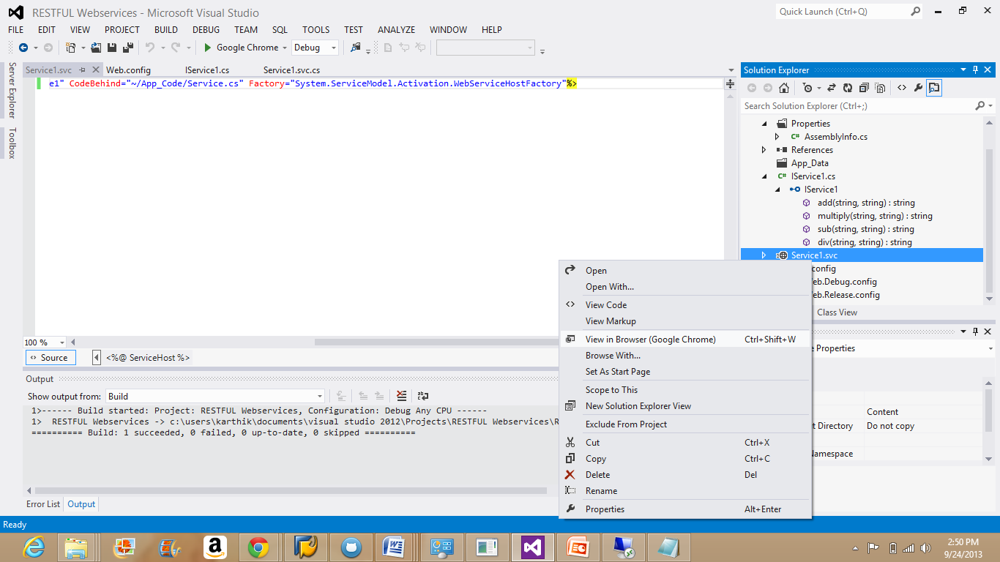 RESTFUL Webservices - Microsoft Visual Studio
Quick Launch (Ctrl+Q)
FILE EDIT VIEW PROJECT BUILD DEBUG TEAM SQL TOOLS TEST ANALYZE WINDOW HELP
Google Chrome Debug
Server Explorer
Toolbox
Service1.svc Web.config IService1.cs Service1.svc.cs
e1" CodeBehind="~/App_Code/Service.cs" Factory="System.ServiceModel.Activation.WebServiceHostFactory"%>
100 %
Source <%@ ServiceHost %>
Output
Show output from: Build
1>------ Build started: Project: RESTFUL Webservices, Configuration: Debug Any CPU ------
1> RESTFUL Webservices -> c:\users\karthik\documents\visual studio 2012\Projects\RESTFUL Webservices\R
========== Build: 1 succeeded, 0 failed, 0 up-to-date, 0 skipped ==========
Error List Output
Solution Explorer
Search Solution Explorer (Ctrl+;)
Properties
C# AssemblyInfo.cs
References
App_Data
C# IService1.cs
IService1
add(string, string) : string
multiply(string, string) : string
sub(string, string) : string
div(string, string) : string
Service1.svc
.config
eb.Debug.config
eb.Release.config
Class View
e Properties
Content
t Directory Do not copy
Namespace
Open
Open With...
View Code
View Markup
View in Browser (Google Chrome) Ctrl+Shift+W
Browse With...
Set As Start Page
Scope to This
New Solution Explorer View
Exclude From Project
Cut Ctrl+X
Copy Ctrl+C
Delete Del
Rename
Properties Alt+Enter
Ready
2:50 PM
9/24/2013